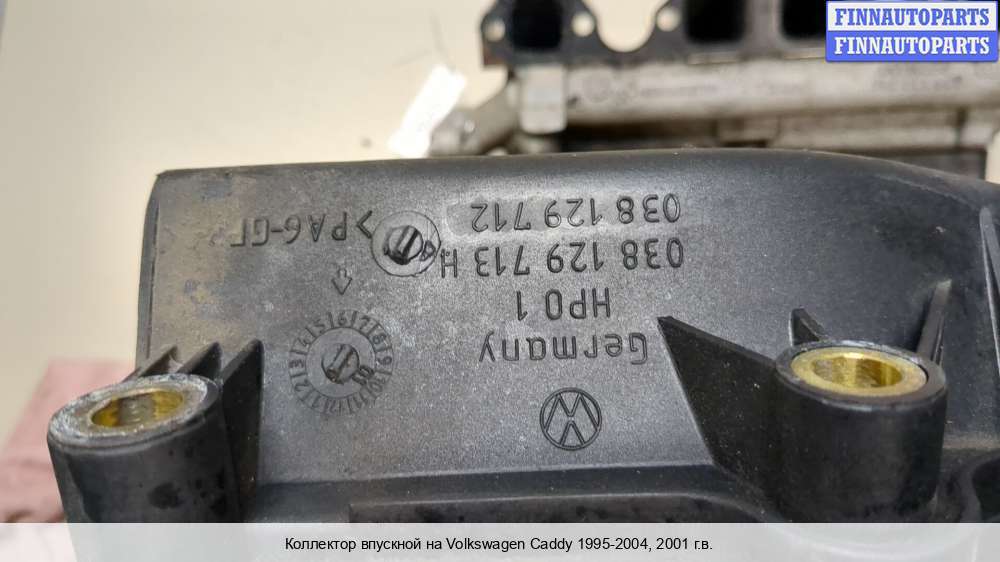 FINNAUTOPARTS
FINNAUTOPARTS
Germany
HPO 1
038 129 713 H
038 129 712
>PA6-GF
Коллектор впускной на Volkswagen Caddy 1995-2004, 2001 г.в.